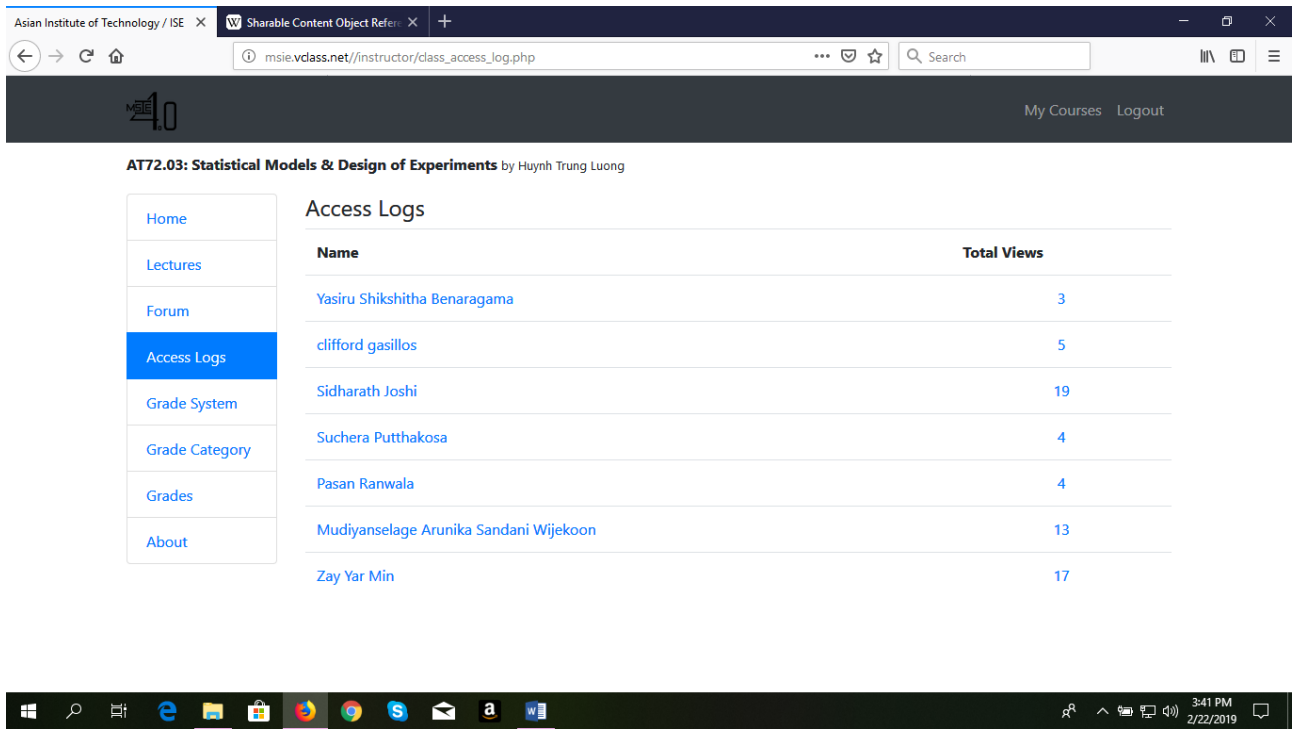 Asian Institute of Technology / ISE
W Sharable Content Object Refere
msie.vclass.net//instructor/class_access_log.php
Search
MSIE 4.0
My Courses Logout
AT72.03: Statistical Models & Design of Experiments by Huynh Trung Luong
Home
Lectures
Forum
Access Logs
Grade System
Grade Category
Grades
About
Access Logs
Name Total Views
Yasiru Shikshitha Benaragama 3
clifford gasillos 5
Sidharath Joshi 19
Suchera Putthakosa 4
Pasan Ranwala 4
Mudiyanselage Arunika Sandani Wijekoon 13
Zay Yar Min 17
3:41 PM
2/22/2019